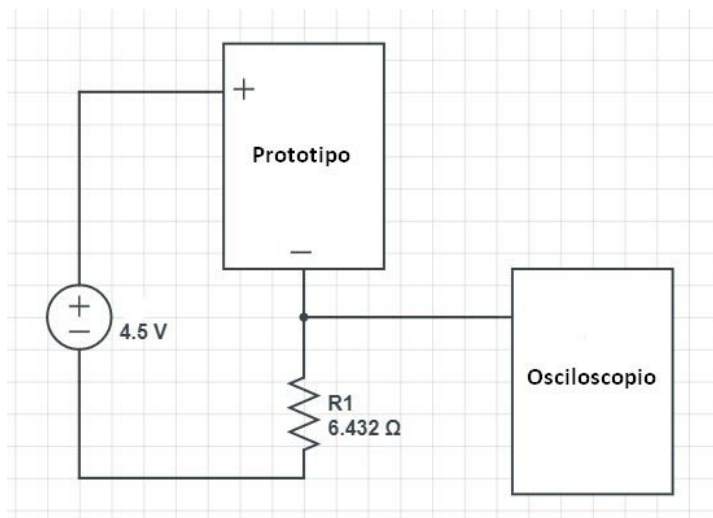 +
Prototipo
−
+
−
4.5 V
R1
6.432 Ω
Osciloscopio